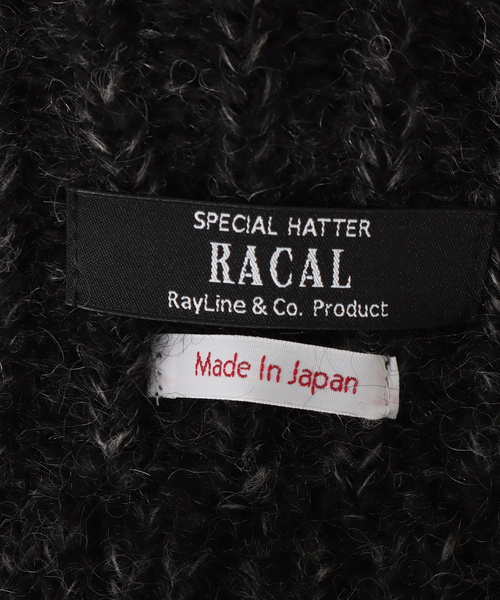 SPECIAL HATTER
RACAL
RayLine & Co. Product
Made In Japan